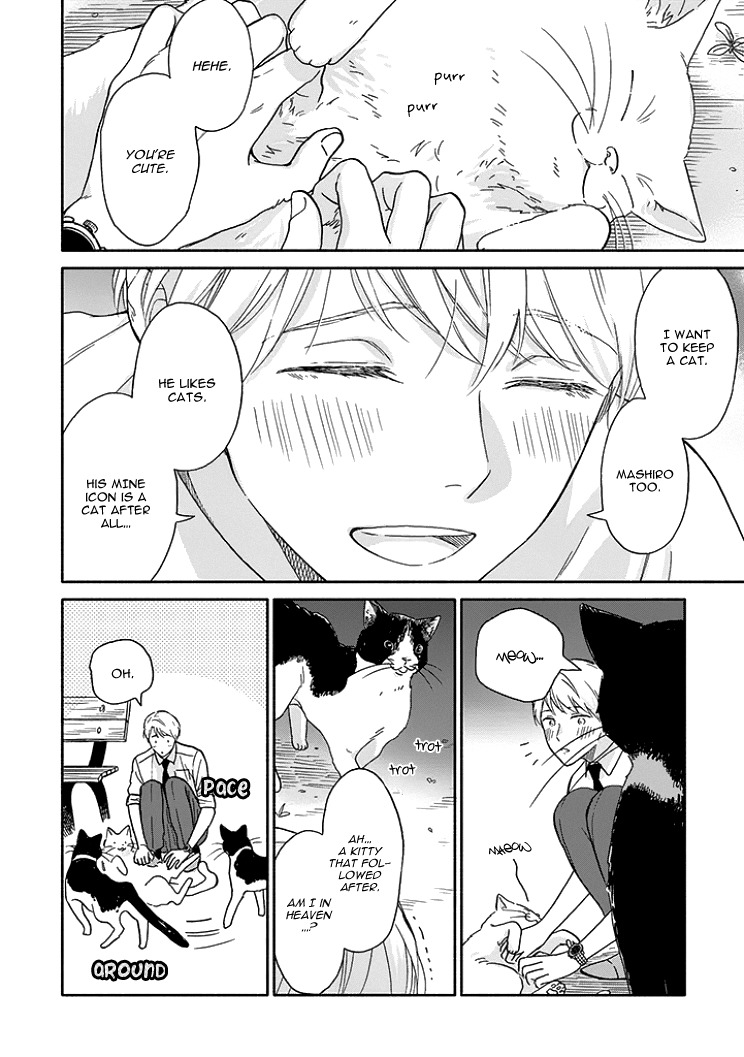 HEHE.
YOU'RE
CUTE.
purr
purr
I WANT
TO KEEP
A CAT.
MASHIRO
TOO.
HE LIKES
CATS.
HIS MINE
ICON IS A
CAT AFTER
ALL...
MEOW...
MEOW
trot
trot
AH...
A KITTY
THAT FOL-
LOWED
AFTER.
AM I IN
HEAVEN
...?
OH.
PACE
AROUND